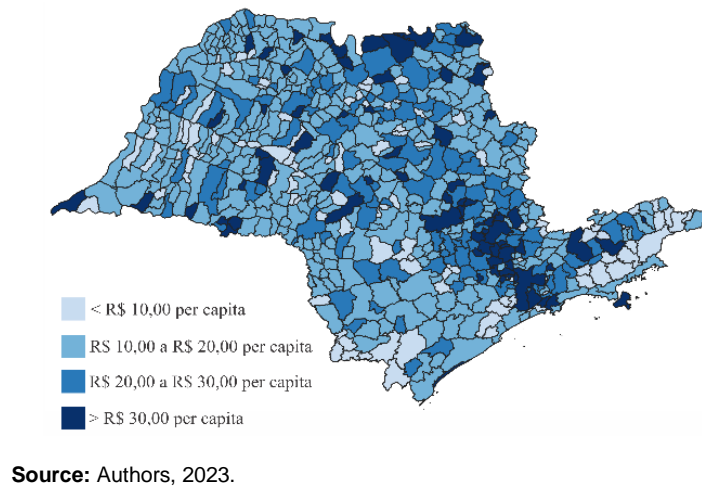 < R$ 10,00 per capita
R$ 10,00 a R$ 20,00 per capita
R$ 20,00 a R$ 30,00 per capita
> R$ 30,00 per capita
Source: Authors, 2023.